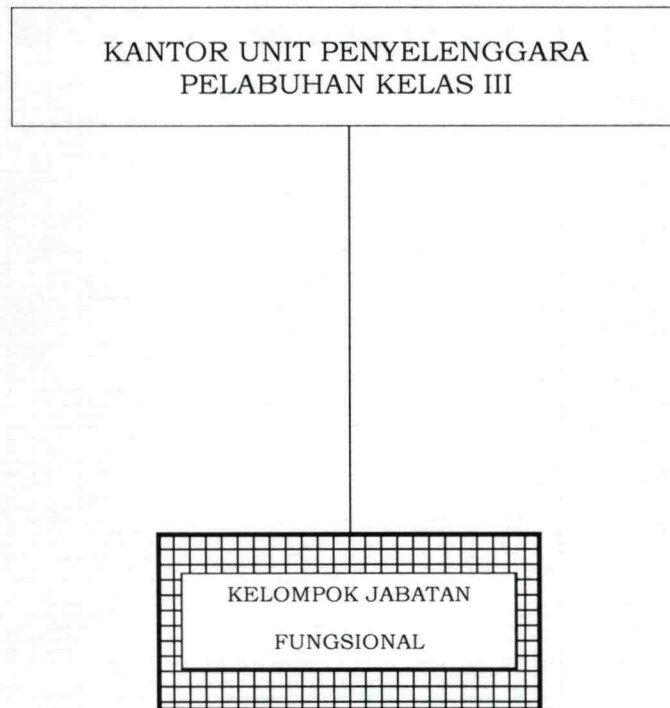 KANTOR UNIT PENYELENGGARA
PELABUHAN KELAS III
KELOMPOK JABATAN
FUNGSIONAL